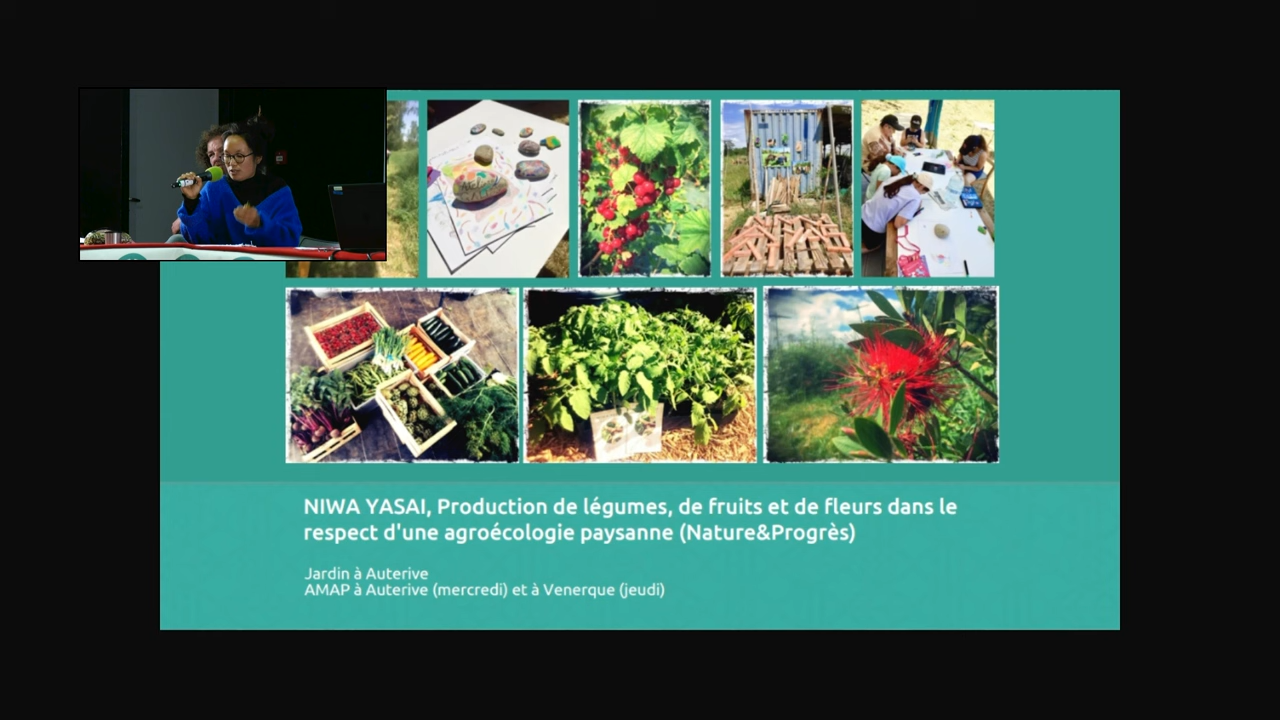 NIWA YASAI, Production de légumes, de fruits et de fleurs dans le
respect d'une agroécologie paysanne (Nature&Progrès)
Jardin à Auterive
AMAP à Auterive (mercredi) et à Venerque (jeudi)